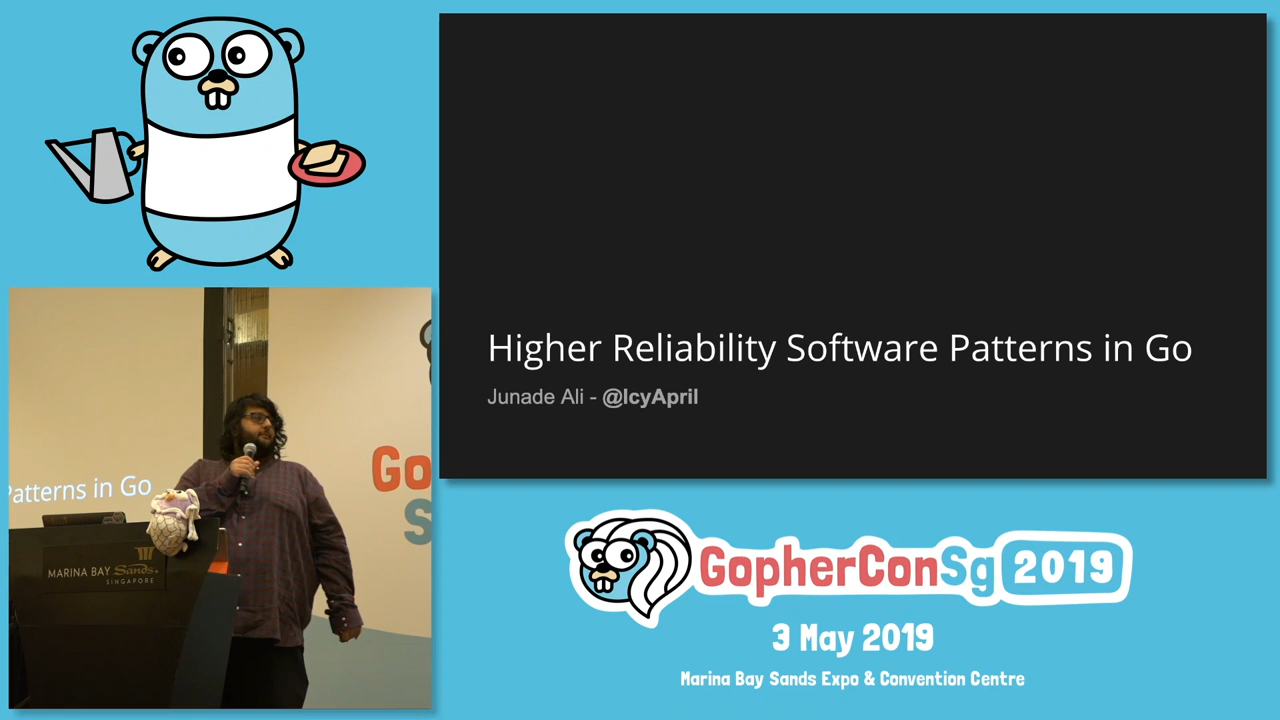 Higher Reliability Software Patterns in Go
Junade Ali - @IcyApril
Patterns in Go
Go
S
MARINA BAY Sands.
SINGAPORE
GopherConSg 2019
3 May 2019
Marina Bay Sands Expo & Convention Centre